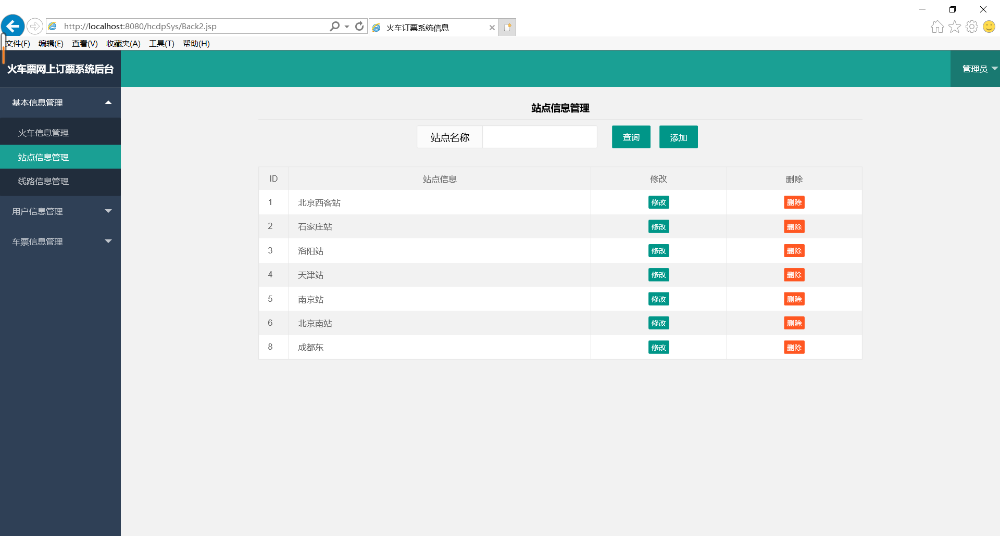 http://localhost:8080/hcdpSys/Back2.jsp
火车订票系统信息
文件(F) 编辑(E) 查看(V) 收藏夹(A) 工具(T) 帮助(H)
火车票网上订票系统后台
管理员
基本信息管理
火车信息管理
站点信息管理
线路信息管理
用户信息管理
车票信息管理
站点信息管理
站点名称 查询 添加
ID 站点信息 修改 删除
1 北京西客站 修改 删除
2 石家庄站 修改 删除
3 洛阳站 修改 删除
4 天津站 修改 删除
5 南京站 修改 删除
6 北京南站 修改 删除
8 成都东 修改 删除